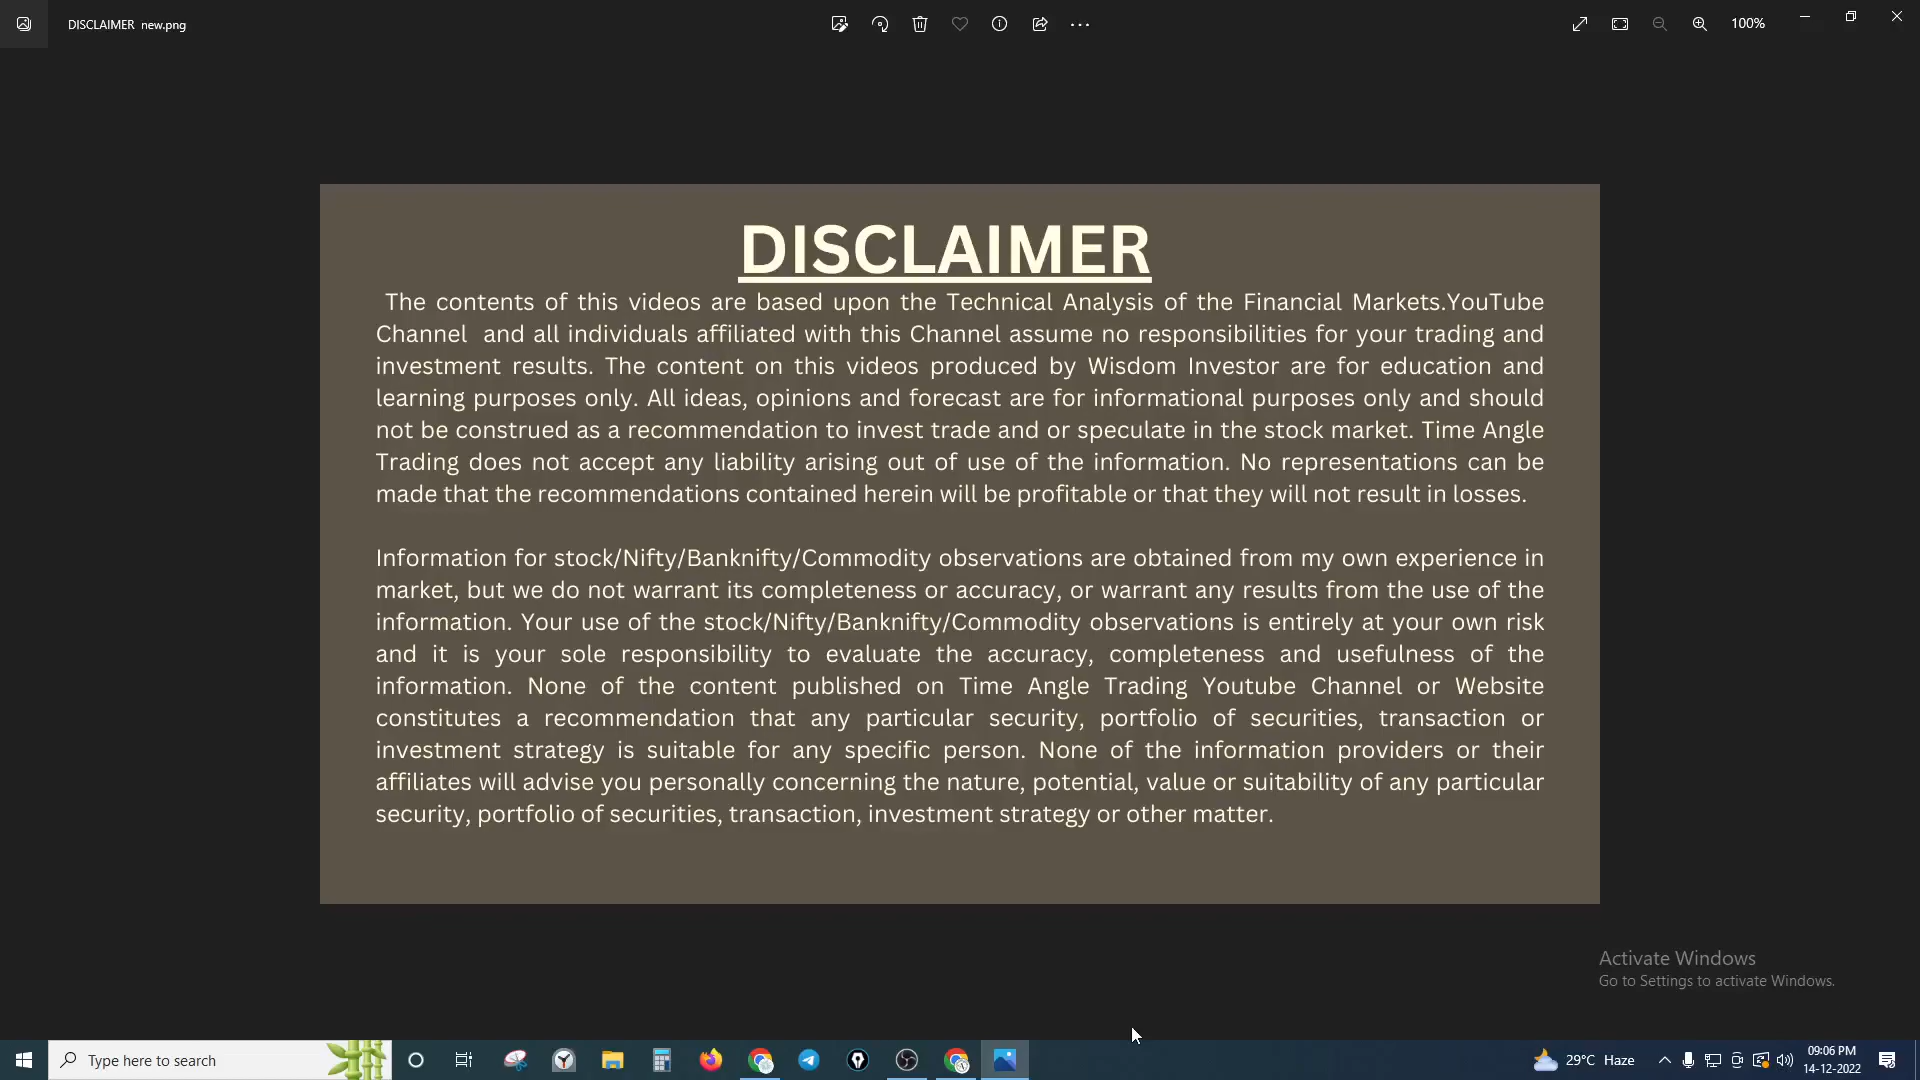 DISCLAIMER new.png
100%
DISCLAIMER
The contents of this videos are based upon the Technical Analysis of the Financial Markets.YouTube
Channel and all individuals affiliated with this Channel assume no responsibilities for your trading and
investment results. The content on this videos produced by Wisdom Investor are for education and
learning purposes only. All ideas, opinions and forecast are for informational purposes only and should
not be construed as a recommendation to invest trade and or speculate in the stock market. Time Angle
Trading does not accept any liability arising out of use of the information. No representations can be
made that the recommendations contained herein will be profitable or that they will not result in losses.
Information for stock/Nifty/Banknifty/Commodity observations are obtained from my own experience in
market, but we do not warrant its completeness or accuracy, or warrant any results from the use of the
information. Your use of the stock/Nifty/Banknifty/Commodity observations is entirely at your own risk
and it is your sole responsibility to evaluate the accuracy, completeness and usefulness of the
information. None of the content published on Time Angle Trading Youtube Channel or Website
constitutes a recommendation that any particular security, portfolio of securities, transaction or
investment strategy is suitable for any specific person. None of the information providers or their
affiliates will advise you personally concerning the nature, potential, value or suitability of any particular
security, portfolio of securities, transaction, investment strategy or other matter.
Activate Windows
Go to Settings to activate Windows.
Type here to search
29°C Haze
09:06 PM
14-12-2022